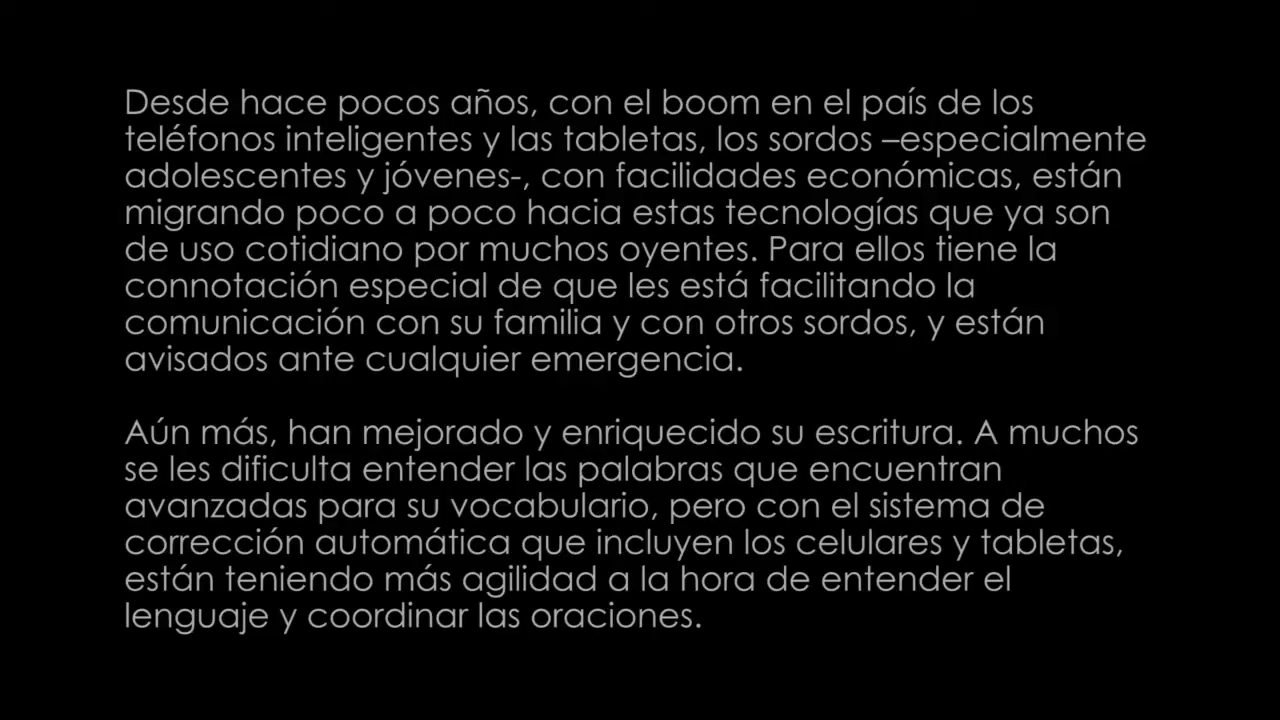 Desde hace pocos años, con el boom en el país de los
teléfonos inteligentes y las tabletas, los sordos –especialmente
adolescentes y jóvenes-, con facilidades económicas, están
migrando poco a poco hacia estas tecnologías que ya son
de uso cotidiano por muchos oyentes. Para ellos tiene la
connotación especial de que les está facilitando la
comunicación con su familia y con otros sordos, y están
avisados ante cualquier emergencia.
Aún más, han mejorado y enriquecido su escritura. A muchos
se les dificulta entender las palabras que encuentran
avanzadas para su vocabulario, pero con el sistema de
corrección automática que incluyen los celulares y tabletas,
están teniendo más agilidad a la hora de entender el
lenguaje y coordinar las oraciones.